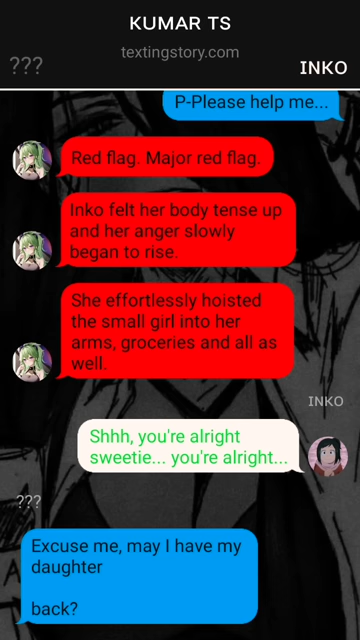 KUMAR TS
textingstory.com
???
INKO
P-Please help me...
Red flag. Major red flag.
Inko felt her body tense up
and her anger slowly
began to rise.
She effortlessly hoisted
the small girl into her
arms, groceries and all as
well.
INKO
Shhh, you're alright
sweetie... you're alright...
???
Excuse me, may I have my
daughter
back?